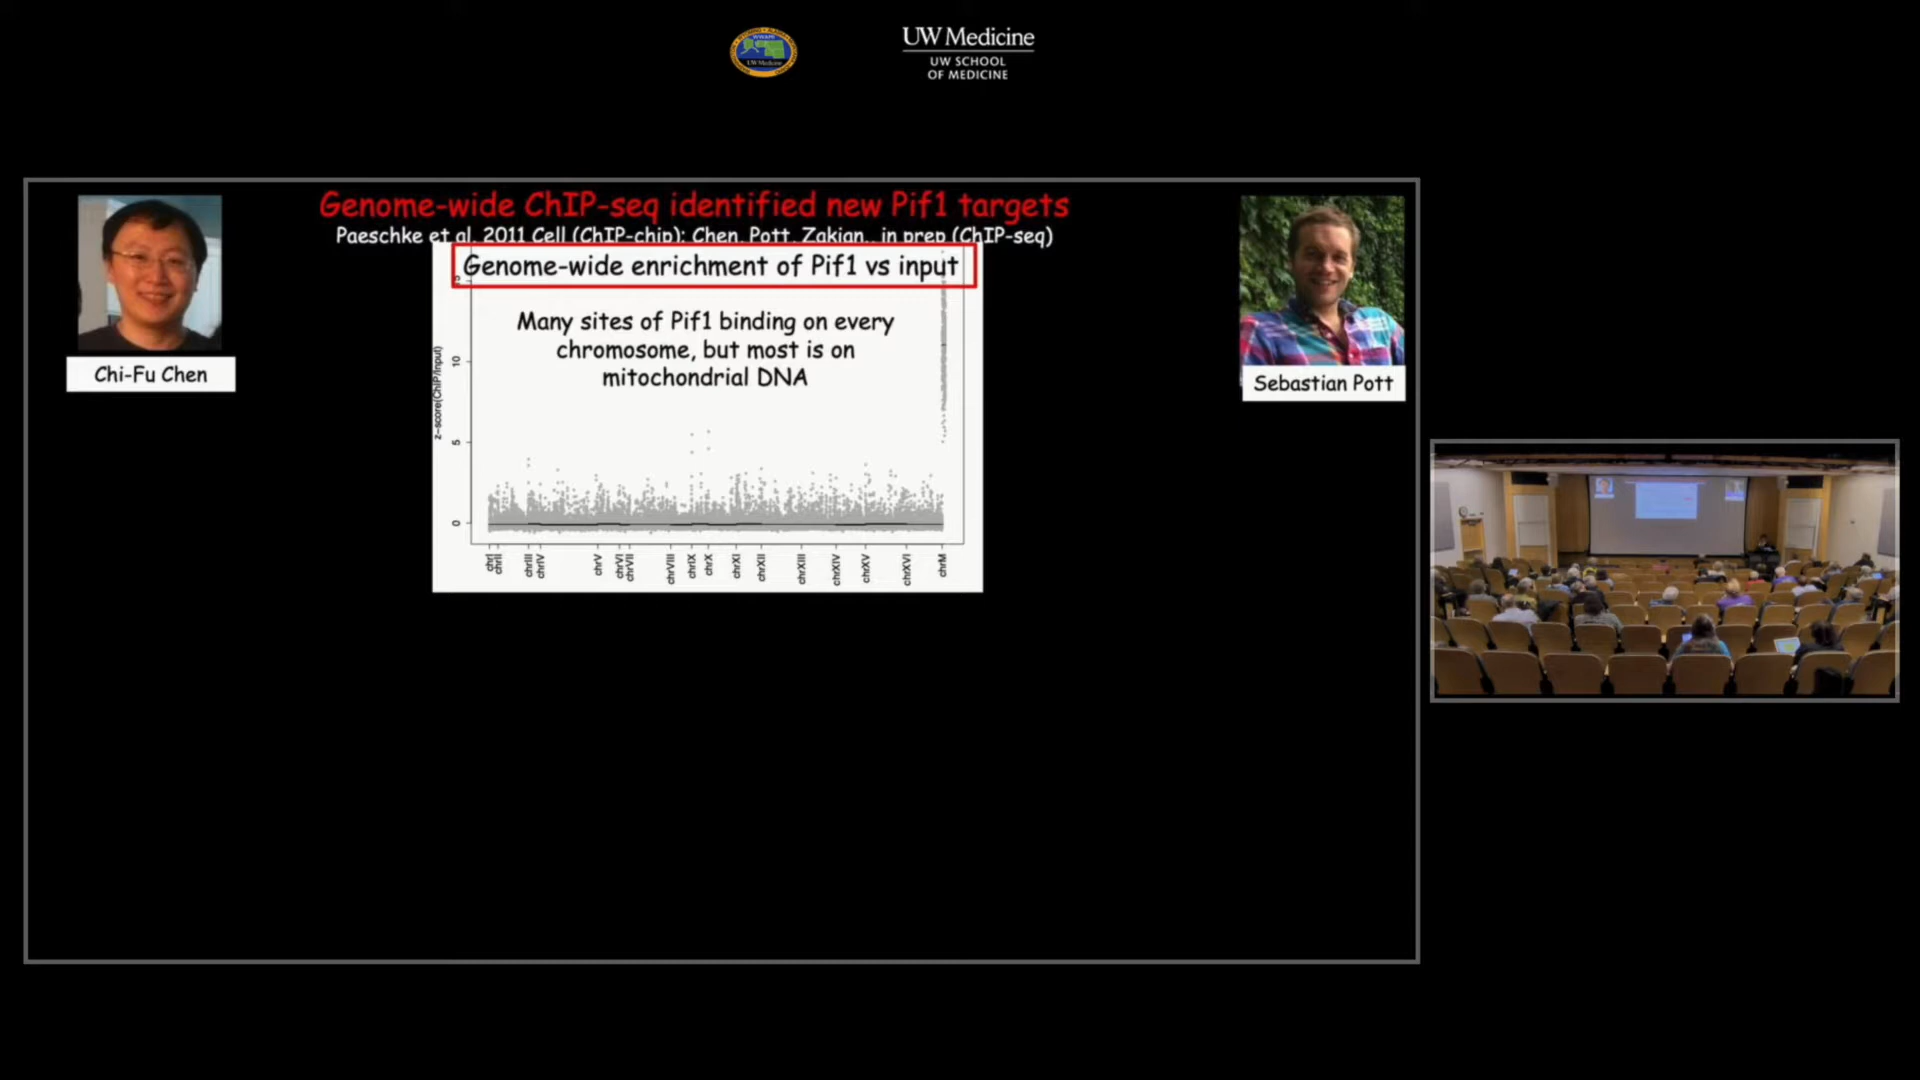 UW Medicine
UW SCHOOL
OF MEDICINE
UW Medicine
Genome-wide ChIP-seq identified new Pif1 targets
Paeschke et al. 2011 Cell (ChIP-chip); Chen, Pott, Zakian,, in prep (ChIP-seq)
Genome-wide enrichment of Pif1 vs input
Many sites of Pif1 binding on every
chromosome, but most is on
mitochondrial DNA
z-score(ChIP/Input)
10
5
0
chrI
chrII
chrIII
chrIV
chrV
chrVI
chrVII
chrVIII
chrIX
chrX
chrXI
chrXII
chrXIII
chrXIV
chrXV
chrXVI
chrM
Chi-Fu Chen
Sebastian Pott